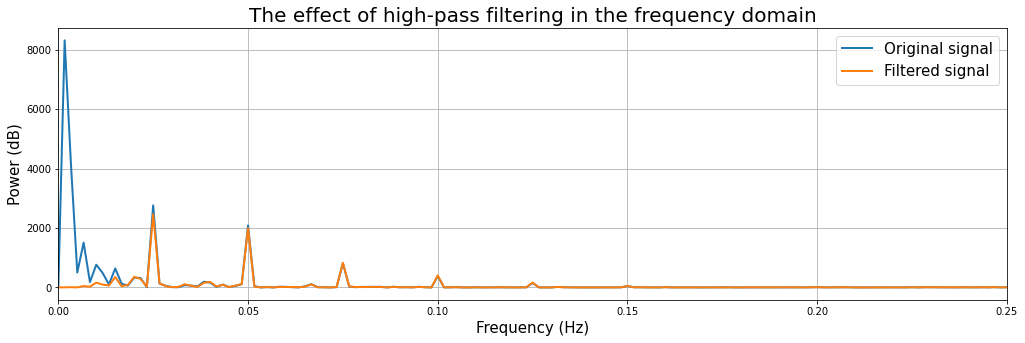 The effect of high-pass filtering in the frequency domain
Original signal
Filtered signal
Power (dB)
8000
6000
4000
2000
0
0.00 0.05 0.10 0.15 0.20 0.25
Frequency (Hz)